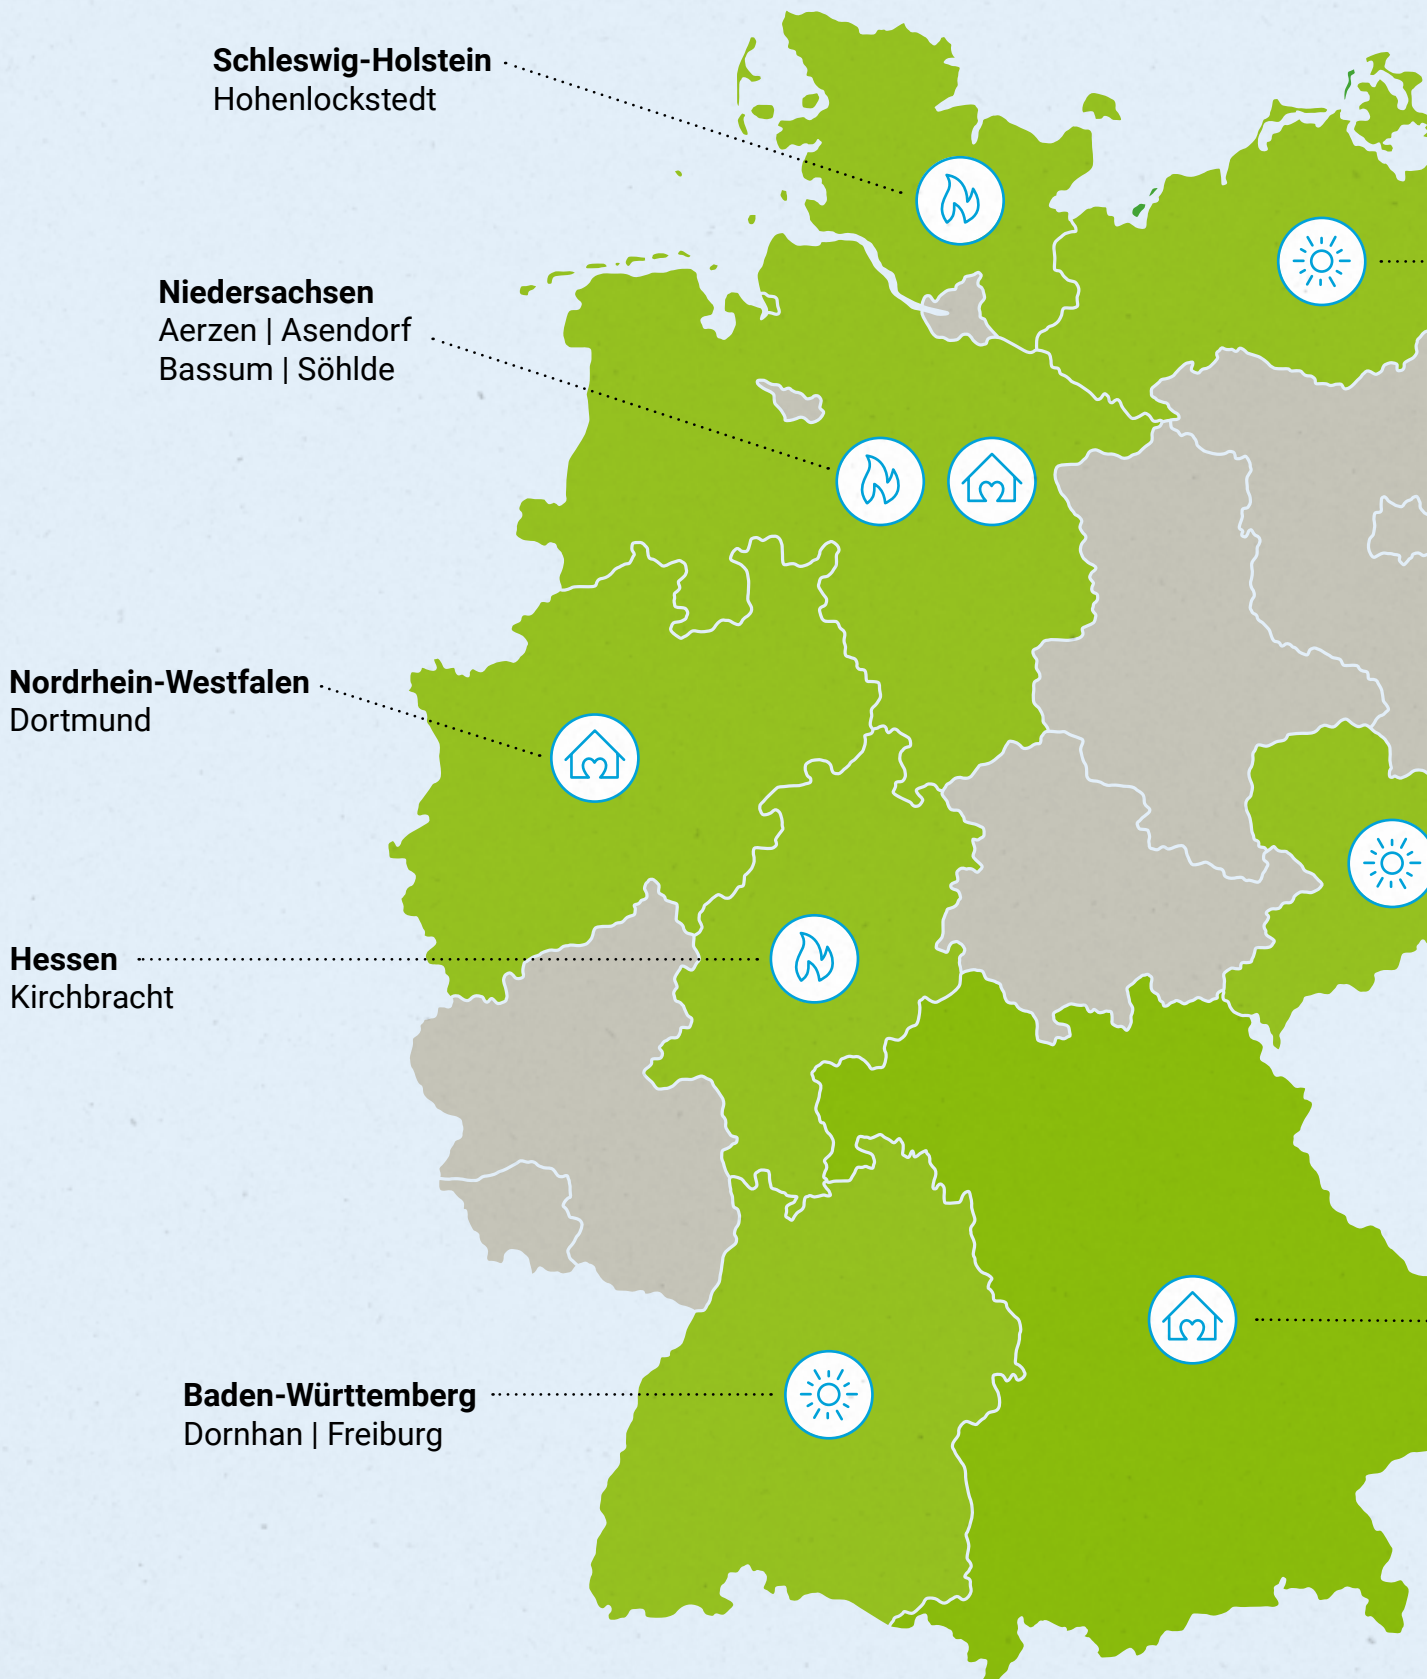 Schleswig-Holstein
Hohenlockstedt
Niedersachsen
Aerzen | Asendorf
Bassum | Söhlde
Nordrhein-Westfalen
Dortmund
Hessen
Kirchbracht
Baden-Württemberg
Dornhan | Freiburg